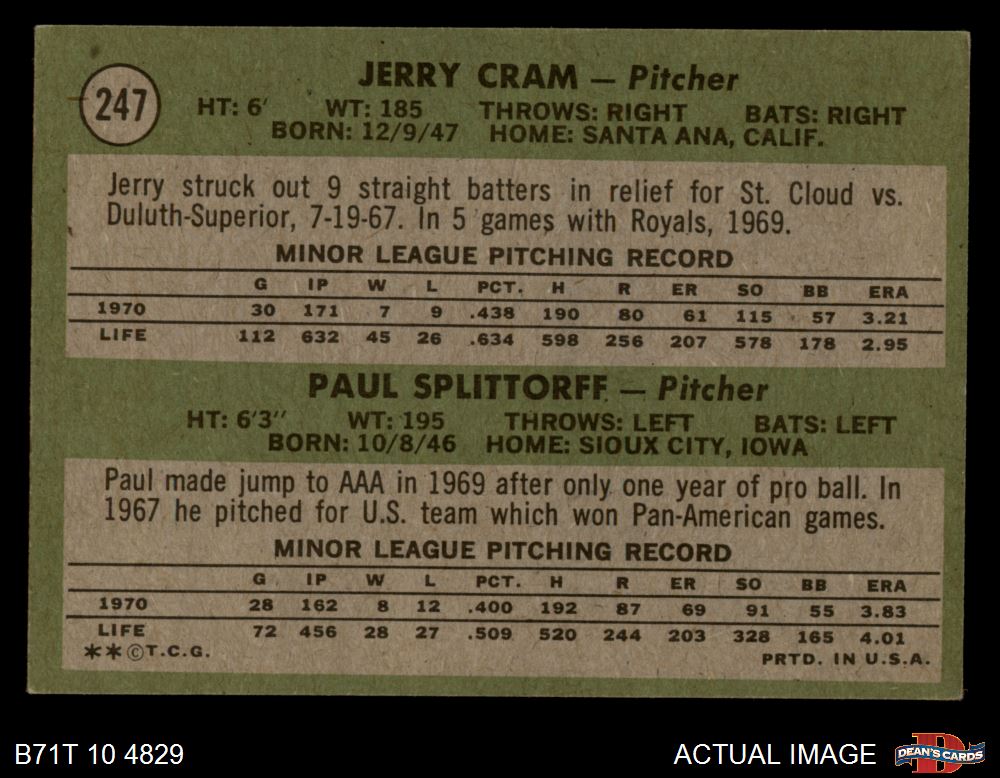 247
JERRY CRAM — Pitcher
HT: 6' WT: 185 THROWS: RIGHT BATS: RIGHT
BORN: 12/9/47 HOME: SANTA ANA, CALIF.
Jerry struck out 9 straight batters in relief for St. Cloud vs.
Duluth-Superior, 7-19-67. In 5 games with Royals, 1969.
MINOR LEAGUE PITCHING RECORD
G IP W L PCT. H R ER SO BB ERA
1970 30 171 7 9 .438 190 80 61 115 57 3.21
LIFE 112 632 45 26 .634 598 256 207 578 178 2.95
PAUL SPLITTORFF — Pitcher
HT: 6'3" WT: 195 THROWS: LEFT BATS: LEFT
BORN: 10/8/46 HOME: SIOUX CITY, IOWA
Paul made jump to AAA in 1969 after only one year of pro ball. In
1967 he pitched for U.S. team which won Pan-American games.
MINOR LEAGUE PITCHING RECORD
G IP W L PCT. H R ER SO BB ERA
1970 28 162 8 12 .400 192 87 69 91 55 3.83
LIFE 72 456 28 27 .509 520 244 203 328 165 4.01
**©T.C.G. PRTD. IN U.S.A.
B71T 10 4829 ACTUAL IMAGE DEAN'S CARDS